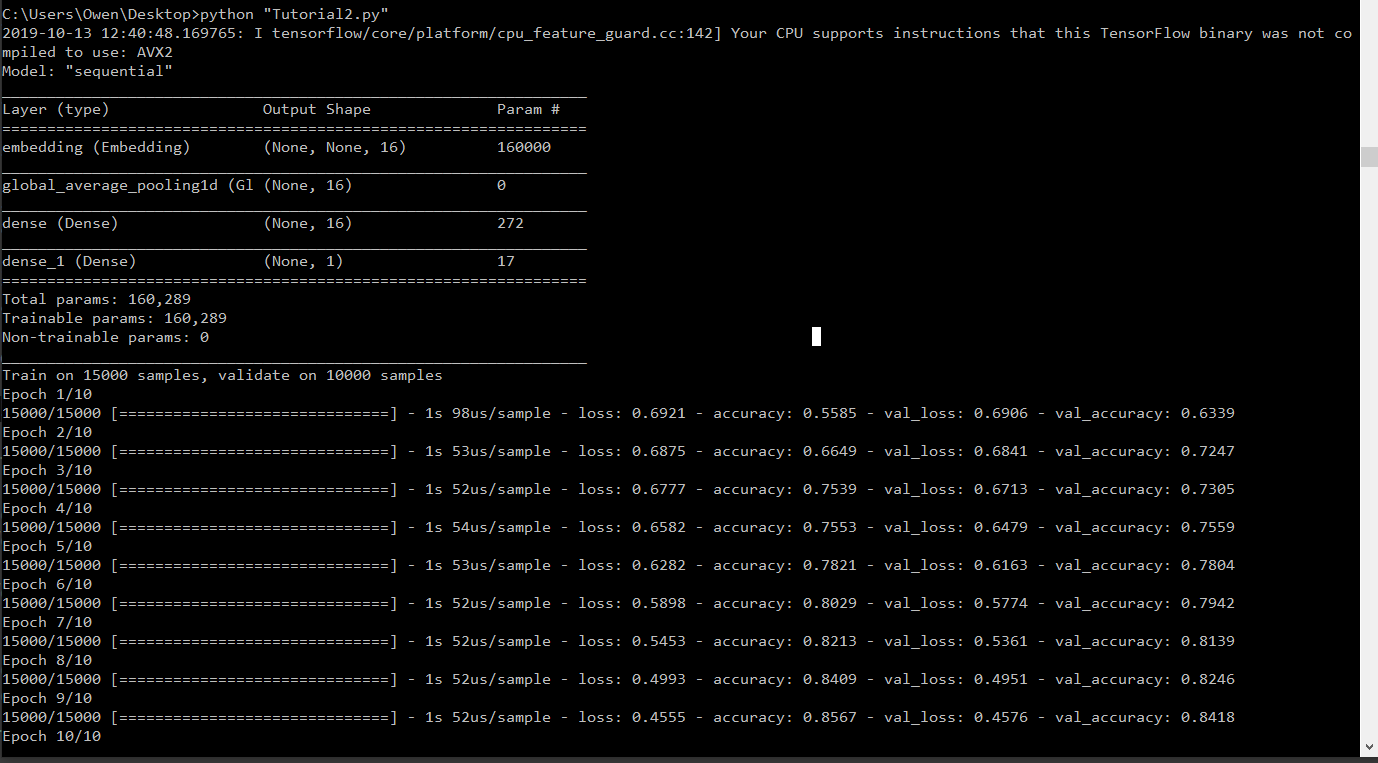 C:\Users\Owen\Desktop>python "Tutorial2.py"
2019-10-13 12:40:48.169765: I tensorflow/core/platform/cpu_feature_guard.cc:142] Your CPU supports instructions that this TensorFlow binary was not co
mpiled to use: AVX2
Model: "sequential"
_________________________________________________________________
Layer (type)                 Output Shape              Param #
=================================================================
embedding (Embedding)        (None, None, 16)          160000
_________________________________________________________________
global_average_pooling1d (Gl (None, 16)                0
_________________________________________________________________
dense (Dense)                (None, 16)                272
_________________________________________________________________
dense_1 (Dense)              (None, 1)                 17
=================================================================
Total params: 160,289
Trainable params: 160,289
Non-trainable params: 0
_________________________________________________________________
Train on 15000 samples, validate on 10000 samples
Epoch 1/10
15000/15000 [==============================] - 1s 98us/sample - loss: 0.6921 - accuracy: 0.5585 - val_loss: 0.6906 - val_accuracy: 0.6339
Epoch 2/10
15000/15000 [==============================] - 1s 53us/sample - loss: 0.6875 - accuracy: 0.6649 - val_loss: 0.6841 - val_accuracy: 0.7247
Epoch 3/10
15000/15000 [==============================] - 1s 52us/sample - loss: 0.6777 - accuracy: 0.7539 - val_loss: 0.6713 - val_accuracy: 0.7305
Epoch 4/10
15000/15000 [==============================] - 1s 54us/sample - loss: 0.6582 - accuracy: 0.7553 - val_loss: 0.6479 - val_accuracy: 0.7559
Epoch 5/10
15000/15000 [==============================] - 1s 53us/sample - loss: 0.6282 - accuracy: 0.7821 - val_loss: 0.6163 - val_accuracy: 0.7804
Epoch 6/10
15000/15000 [==============================] - 1s 52us/sample - loss: 0.5898 - accuracy: 0.8029 - val_loss: 0.5774 - val_accuracy: 0.7942
Epoch 7/10
15000/15000 [==============================] - 1s 52us/sample - loss: 0.5453 - accuracy: 0.8213 - val_loss: 0.5361 - val_accuracy: 0.8139
Epoch 8/10
15000/15000 [==============================] - 1s 52us/sample - loss: 0.4993 - accuracy: 0.8409 - val_loss: 0.4951 - val_accuracy: 0.8246
Epoch 9/10
15000/15000 [==============================] - 1s 52us/sample - loss: 0.4555 - accuracy: 0.8567 - val_loss: 0.4576 - val_accuracy: 0.8418
Epoch 10/10